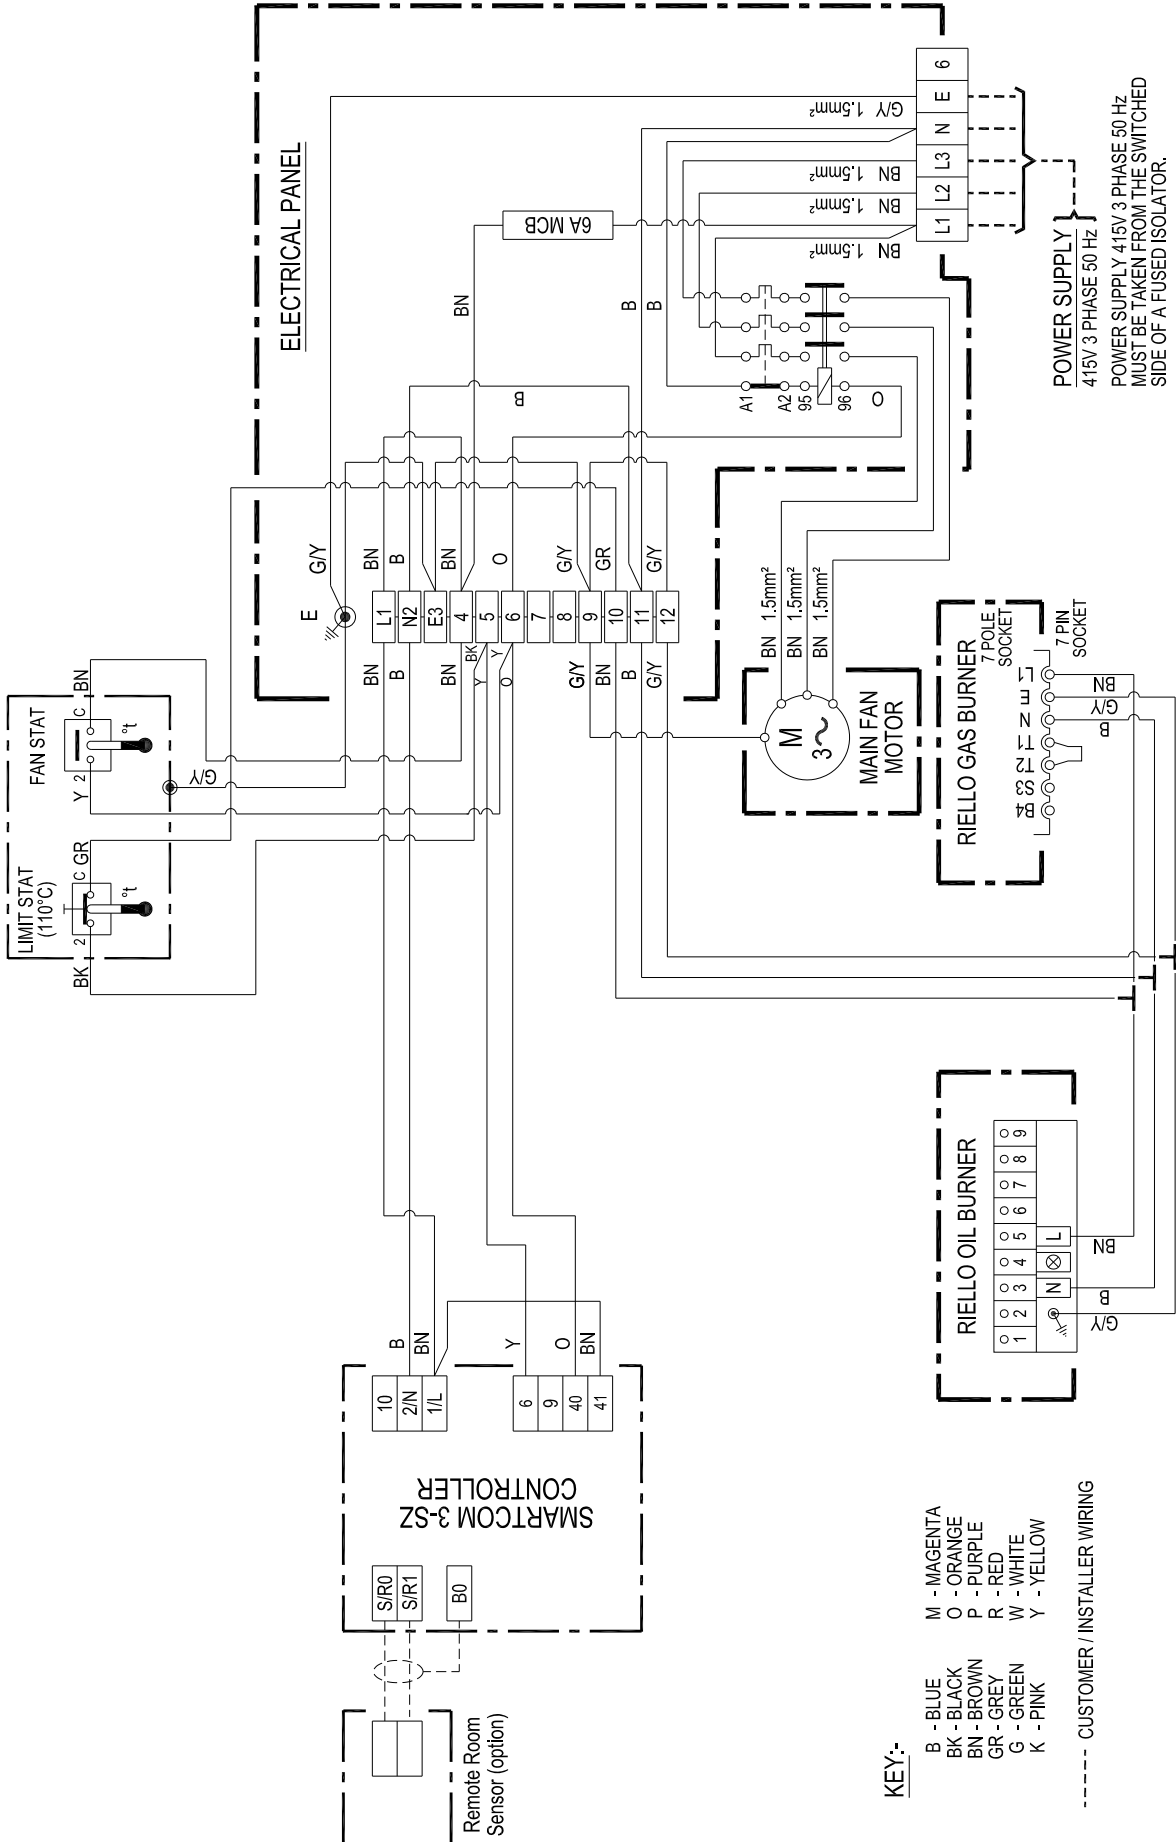 ELECTRICAL PANEL
6
E
N
L3
L2
L1
G/Y 1.5mm²
BN 1.5mm²
BN 1.5mm²
BN 1.5mm²
6A MCB
POWER SUPPLY
415V 3 PHASE 50 Hz
POWER SUPPLY 415V 3 PHASE 50 Hz
MUST BE TAKEN FROM THE SWITCHED
SIDE OF A FUSED ISOLATOR.
BN
B
B
B
A1
A2
95
96
O
E
G/Y
BN
B
BN
O
G/Y
GR
G/Y
L1
N2
E3
4
5
6
7
8
9
10
11
12
BN
B
BN
BK
Y
Y
O
G/Y
BN
B
G/Y
FAN STAT
BN
C
2
Y
°t
G/Y
LIMIT STAT
(110°C)
GR
C
2
BK
°t
BN 1.5mm²
BN 1.5mm²
BN 1.5mm²
M
3~
MAIN FAN
MOTOR
RIELLO GAS BURNER
7 POLE
SOCKET
7 PIN
SOCKET
L1
E
N
T1
T2
S3
B4
BN
G/Y
B
RIELLO OIL BURNER
1
2
3
4
5
6
7
8
9
N
L
BN
B
G/Y
SMARTCOM 3-SZ
CONTROLLER
10
2/N
1/L
B
BN
6
9
40
41
Y
O
BN
S/R0
S/R1
B0
Remote Room
Sensor (option)
KEY:-
B - BLUE
BK - BLACK
BN - BROWN
GR - GREY
G - GREEN
K - PINK
M - MAGENTA
O - ORANGE
P - PURPLE
R - RED
W - WHITE
Y - YELLOW
CUSTOMER / INSTALLER WIRING